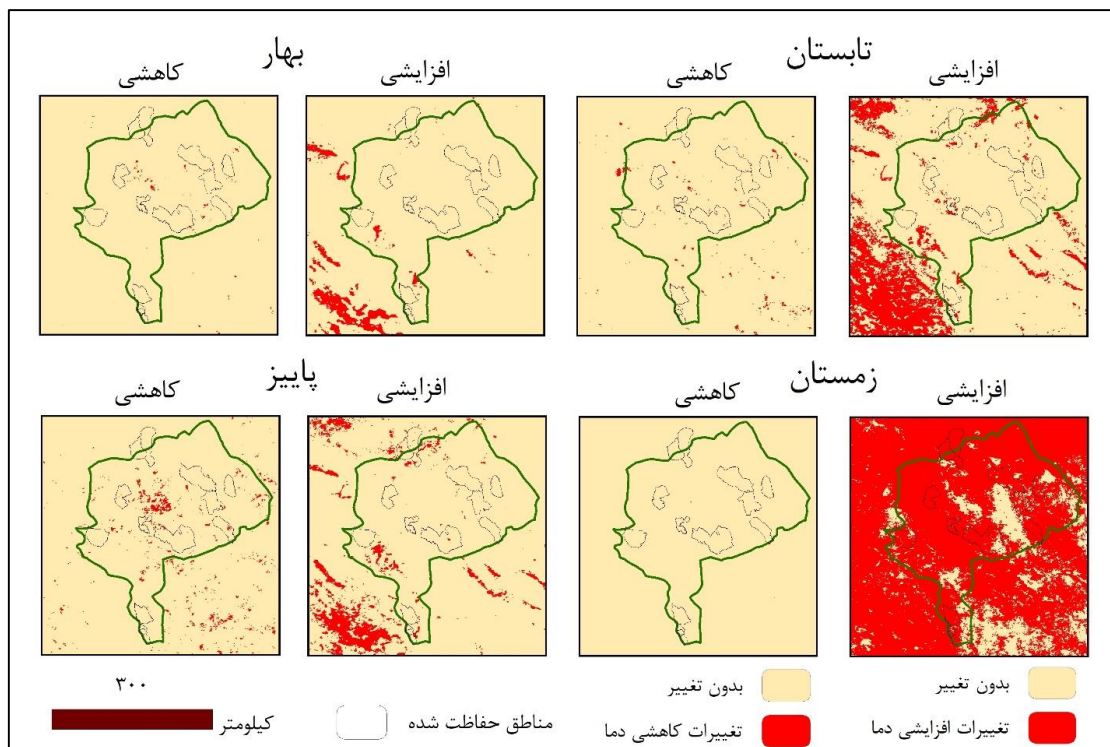 بهار
کاهشی
افزایشی
تابستان
کاهشی
افزایشی
پاییز
کاهشی
افزایشی
زمستان
کاهشی
افزایشی
۳۰۰
کیلومتر
مناطق حفاظت شده
بدون تغییر
تغییرات کاهشی دما
بدون تغییر
تغییرات افزایشی دما